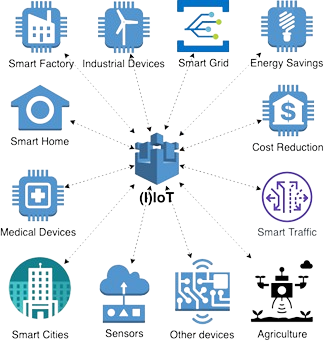 Smart Factory
Industrial Devices
Smart Grid
Energy Savings
Smart Home
$
Cost Reduction
(I)IoT
Medical Devices
Smart Traffic
Smart Cities
Sensors
Other devices
Agriculture